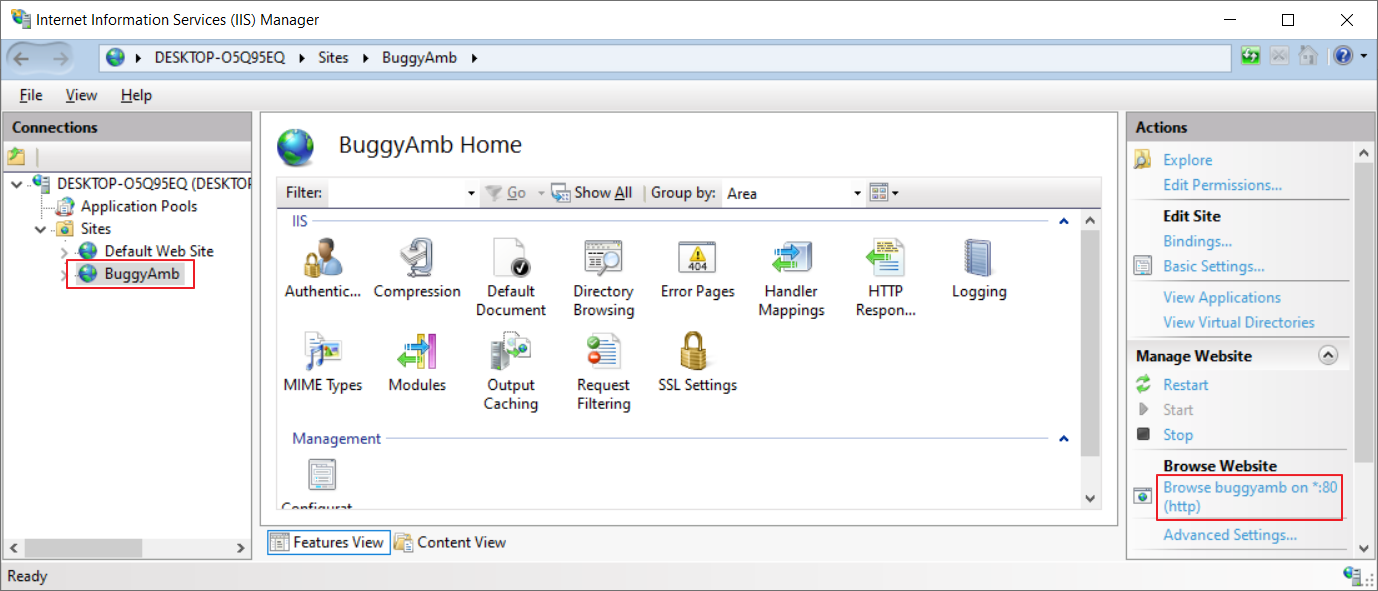 Internet Information Services (IIS) Manager
DESKTOP-O5Q95EQ Sites BuggyAmb
File View Help
Connections
DESKTOP-O5Q95EQ (DESKTOP
Application Pools
Sites
Default Web Site
BuggyAmb
BuggyAmb Home
Filter: Go Show All Group by: Area
IIS
Authentic... Compression Default Document Directory Browsing Error Pages Handler Mappings HTTP Respon... Logging
404
MIME Types Modules Output Caching Request Filtering SSL Settings
Management
Configurat
Features View Content View
Actions
Explore
Edit Permissions...
Edit Site
Bindings...
Basic Settings...
View Applications
View Virtual Directories
Manage Website
Restart
Start
Stop
Browse Website
Browse buggyamb on *:80
(http)
Advanced Settings...
Ready